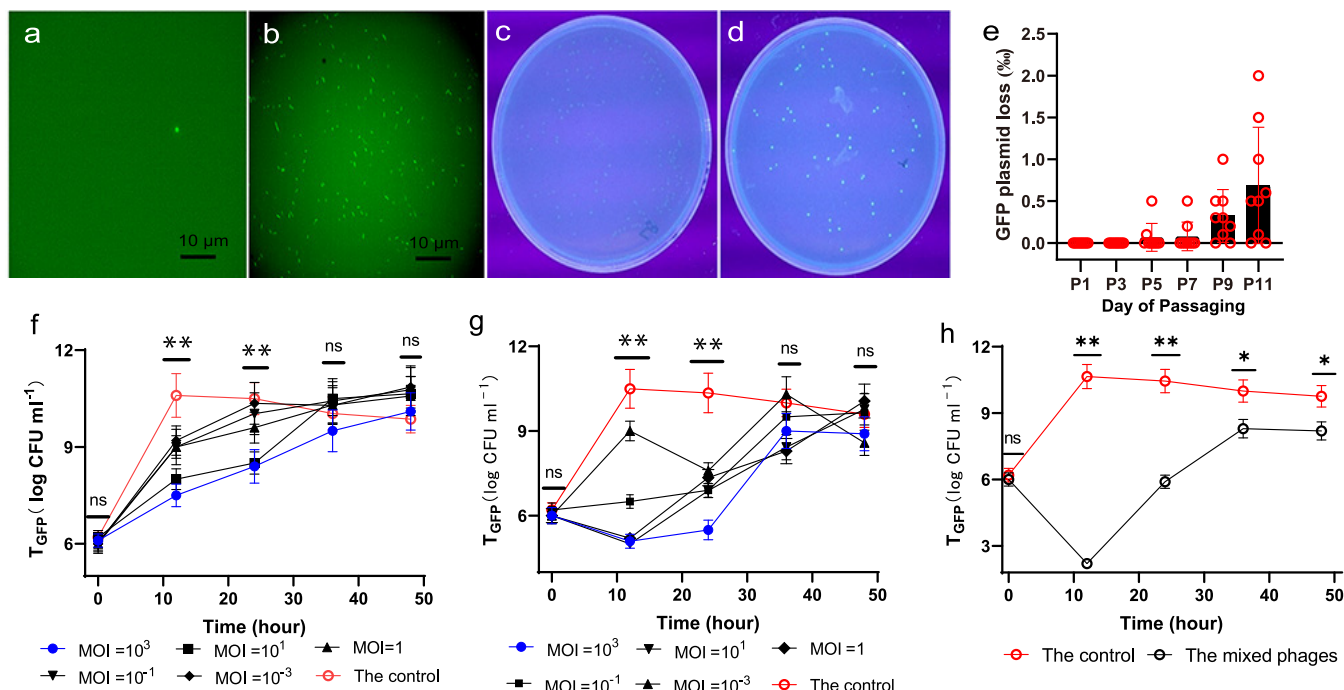 a
10 µm
b
10 µm
c
d
e
GFP plasmid loss (‰)
2.5
2.0
1.5
1.0
0.5
0.0
P1 P3 P5 P7 P9 P11
Day of Passaging
f
TGFP ( log CFU ml⁻¹)
12
9
6
ns
**
**
ns
ns
0 10 20 30 40 50
Time (hour)
MOI =10³ MOI =10¹ MOI=1
MOI =10⁻¹ MOI =10⁻³ The control
g
TGFP ( log CFU ml⁻¹)
12
9
6
ns
**
**
ns
ns
0 10 20 30 40 50
Time (hour)
MOI =10³ MOI =10¹ MOI =1
MOI =10⁻¹ MOI =10⁻³ The control
h
TGFP ( log CFU ml⁻¹)
12
9
6
3
ns
**
**
*
*
0 10 20 30 40 50
Time (hour)
The control The mixed phages